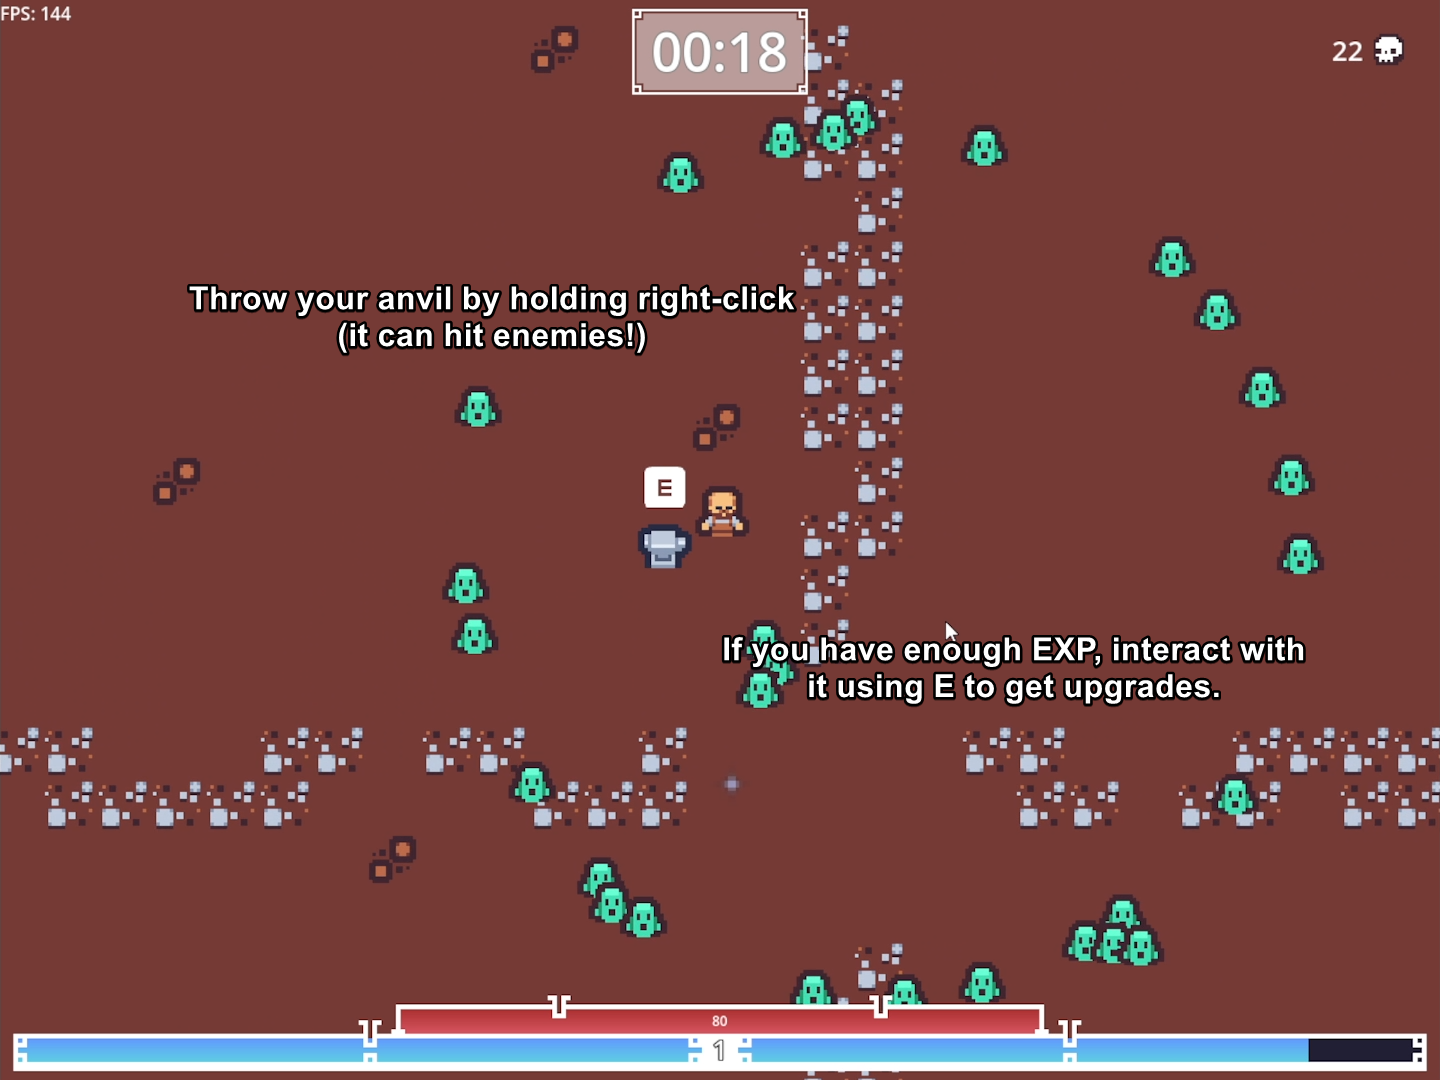 FPS: 144
00:18
22
Throw your anvil by holding right-click
(it can hit enemies!)
E
If you have enough EXP, interact with
it using E to get upgrades.
80
1